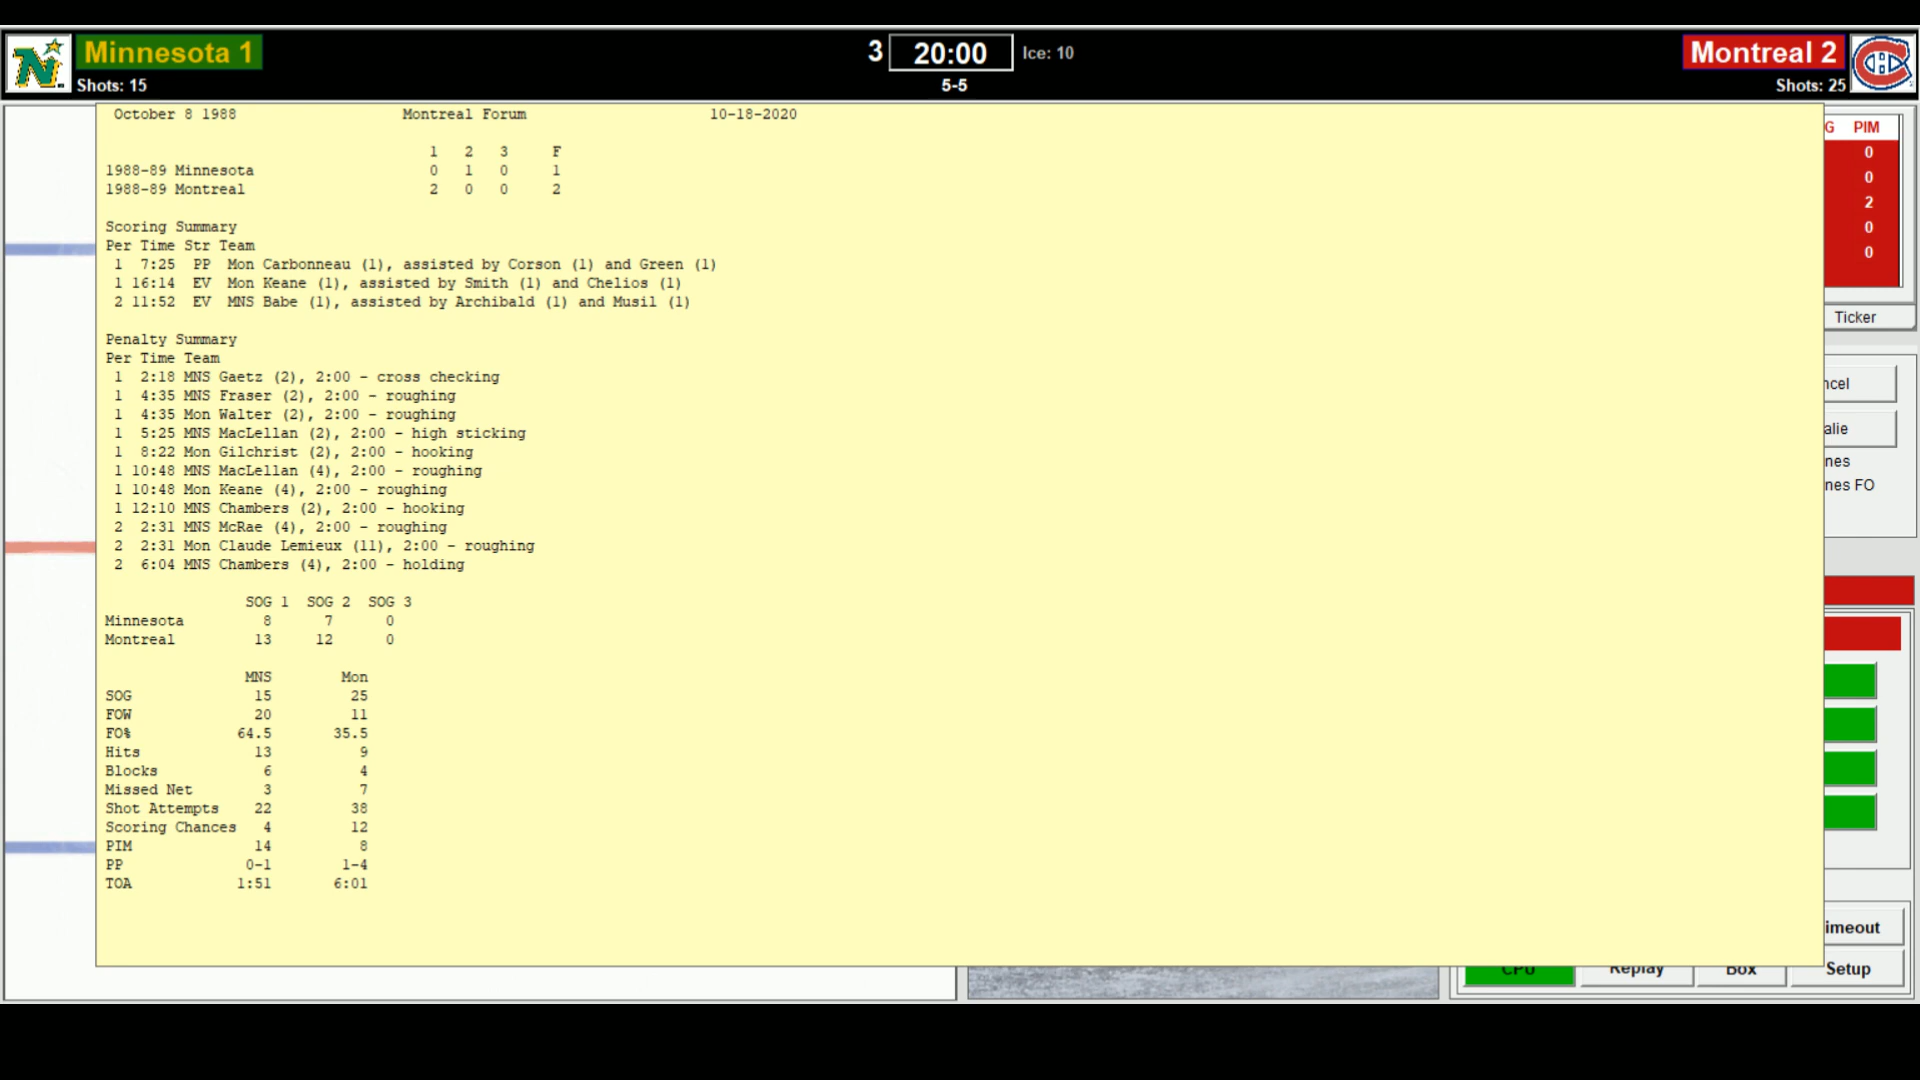 Minnesota 1
Shots: 15
3 20:00 Ice: 10
5-5
Montreal 2
Shots: 25
October 8 1988 Montreal Forum 10-18-2020
1 2 3 F
1988-89 Minnesota 0 1 0 1
1988-89 Montreal 2 0 0 2
Scoring Summary
Per Time Str Team
1 7:25 PP Mon Carbonneau (1), assisted by Corson (1) and Green (1)
1 16:14 EV Mon Keane (1), assisted by Smith (1) and Chelios (1)
2 11:52 EV MNS Babe (1), assisted by Archibald (1) and Musil (1)
Penalty Summary
Per Time Team
1 2:18 MNS Gaetz (2), 2:00 - cross checking
1 4:35 MNS Fraser (2), 2:00 - roughing
1 4:35 Mon Walter (2), 2:00 - roughing
1 5:25 MNS MacLellan (2), 2:00 - high sticking
1 8:22 Mon Gilchrist (2), 2:00 - hooking
1 10:48 MNS MacLellan (4), 2:00 - roughing
1 10:48 Mon Keane (4), 2:00 - roughing
1 12:10 MNS Chambers (2), 2:00 - hooking
2 2:31 MNS McRae (4), 2:00 - roughing
2 2:31 Mon Claude Lemieux (11), 2:00 - roughing
2 6:04 MNS Chambers (4), 2:00 - holding
SOG 1 SOG 2 SOG 3
Minnesota 8 7 0
Montreal 13 12 0
MNS Mon
SOG 15 25
FOW 20 11
FO% 64.5 35.5
Hits 13 9
Blocks 6 4
Missed Net 3 7
Shot Attempts 22 38
Scoring Chances 4 12
PIM 14 8
PP 0-1 1-4
TOA 1:51 6:01
G PIM
0
0
2
0
0
Ticker
ncel
alie
nes
nes FO
imeout
CPU Replay Box Setup